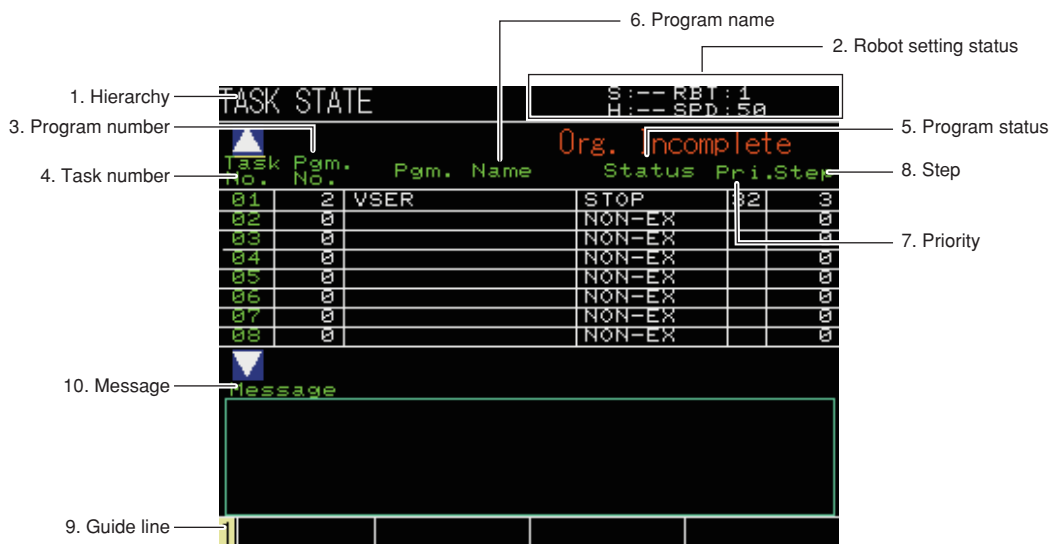 6. Program name
2. Robot setting status
1. Hierarchy
TASK STATE
S:-- RBT:1
H:-- SPD:50
3. Program number
Org. Incomplete
5. Program status
4. Task number
Task No. Pgm. No. Pgm. Name Status Pri. Step
8. Step
01 2 VSER STOP 32 3
02 0 NON-EX 0
03 0 NON-EX 0
7. Priority
04 0 NON-EX 0
05 0 NON-EX 0
06 0 NON-EX 0
07 0 NON-EX 0
08 0 NON-EX 0
10. Message
Message
9. Guide line
1